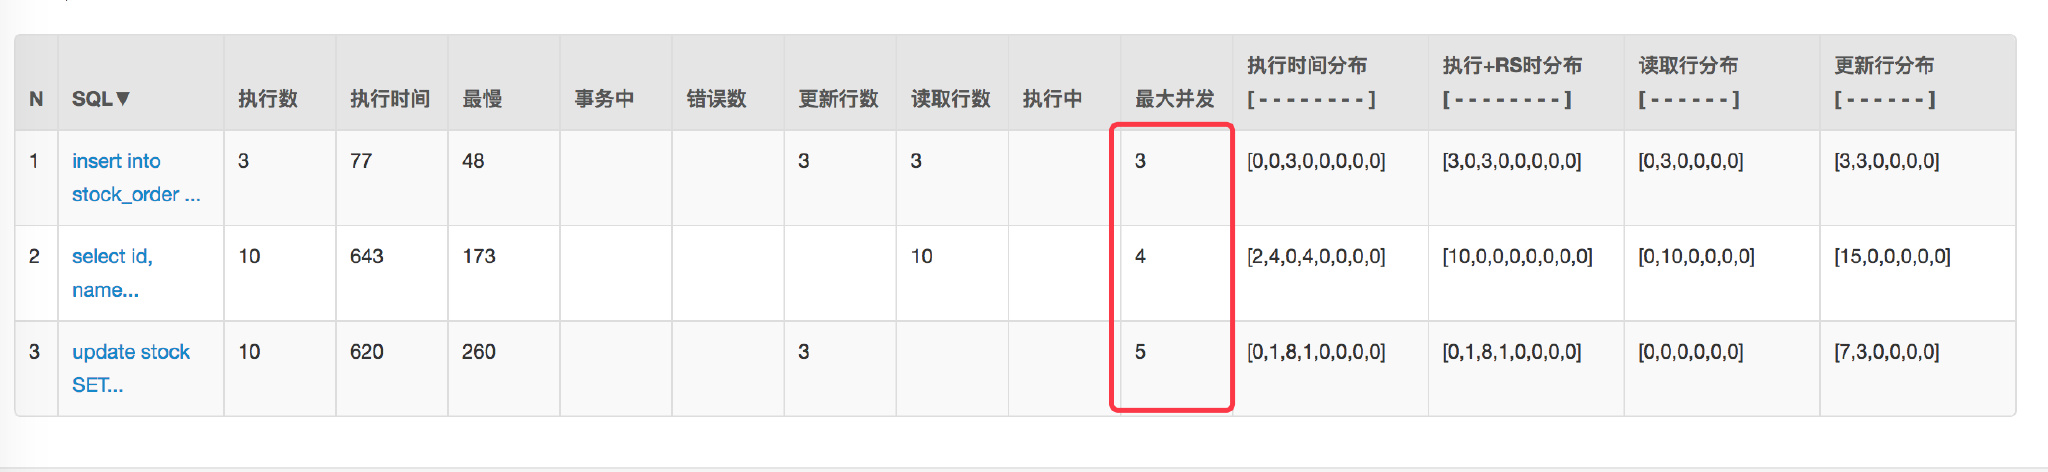 N SQL▼ 执行数 执行时间 最慢 事务中 错误数 更新行数 读取行数 执行中 最大并发 执行时间分布 执行+RS时分布 读取行分布 更新行分布
[ - - - - - - - - ] [ - - - - - - - - ] [ - - - - - - ] [ - - - - - - ]
1 insert into 3 77 48 3 3 3 [0,0,3,0,0,0,0,0] [3,0,3,0,0,0,0,0] [0,3,0,0,0,0] [3,3,0,0,0,0]
stock_order ...
2 select id, 10 643 173 10 4 [2,4,0,4,0,0,0,0] [10,0,0,0,0,0,0,0] [0,10,0,0,0,0] [15,0,0,0,0,0]
name...
3 update stock 10 620 260 3 5 [0,1,8,1,0,0,0,0] [0,1,8,1,0,0,0,0] [0,0,0,0,0,0] [7,3,0,0,0,0]
SET...